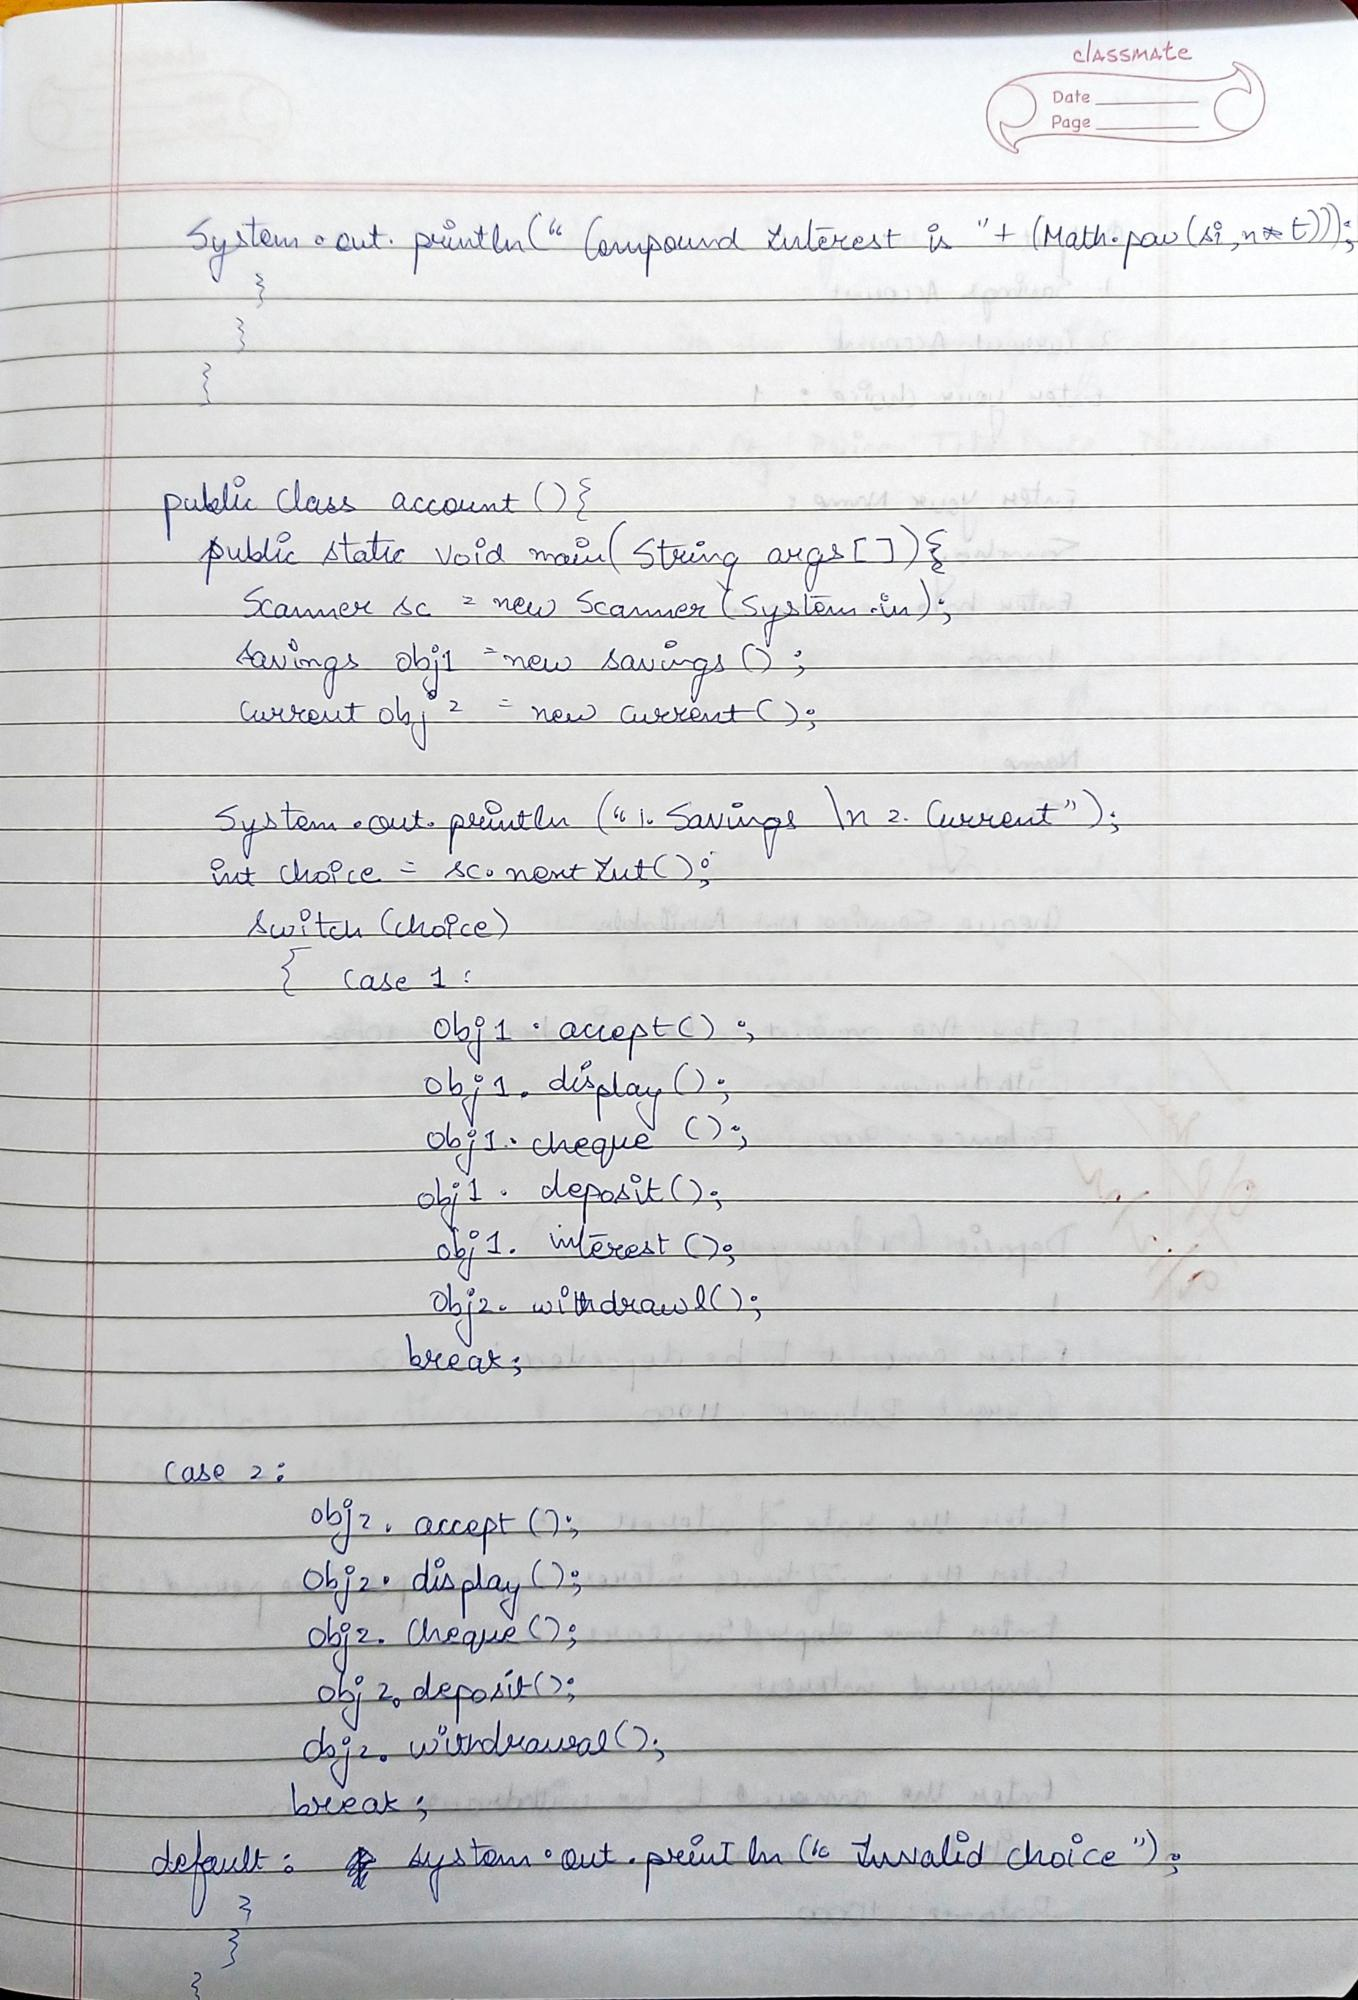 classmate
Date
Page
System.out.println(" Compound Interest is "+ (Math.pow(si,n*t)));
}
}
}
public class account(){
public static void main(String args[]){
Scanner sc = new Scanner(System.in);
savings obj1 = new savings();
current obj2 = new current();
System.out.println("1. Savings \n 2. Current");
int choice = sc.nextInt();
switch (choice)
{ case 1:
obj1.accept();
obj1.display();
obj1.cheque ();
obj1. deposit();
obj1. interest();
obj2. withdrawl();
break;
case 2:
obj2. accept();
obj2. display();
obj2. cheque();
obj2. deposit();
obj2. withdrawal();
break;
default: system.out.println("Invalid choice");
}
}
}